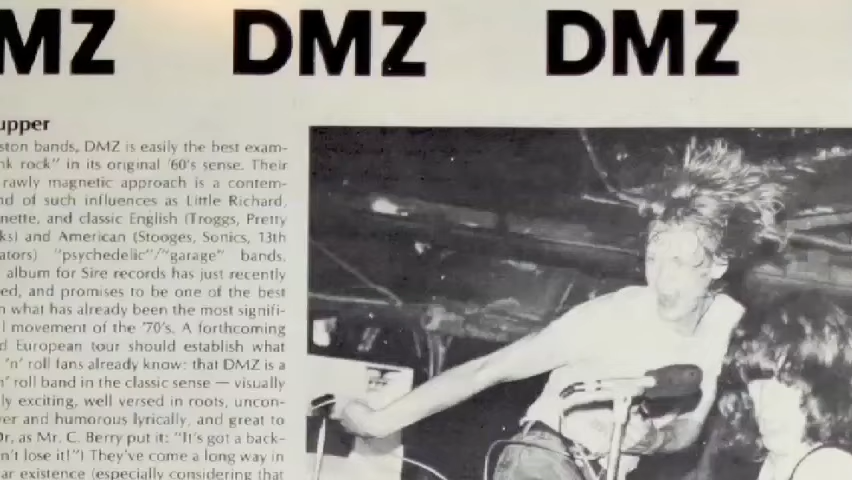 MZ DMZ DMZ
upper
ston bands, DMZ is easily the best exam-
nk rock" in its original '60's sense. Their
rawly magnetic approach is a contem-
nd of such influences as Little Richard,
nette, and classic English (Troggs, Pretty
ks) and American (Stooges, Sonics, 13th
ators) "psychedelic"/"garage" bands.
album for Sire records has just recently
ed, and promises to be one of the best
n what has already been the most signifi-
l movement of the '70's. A forthcoming
d European tour should establish what
'n' roll fans already know: that DMZ is a
n' roll band in the classic sense — visually
ly exciting, well versed in roots, uncon-
ver and humorous lyrically, and great to
Or, as Mr. C. Berry put it: "It's got a back-
n't lose it!") They've come a long way in
ar existence (especially considering that